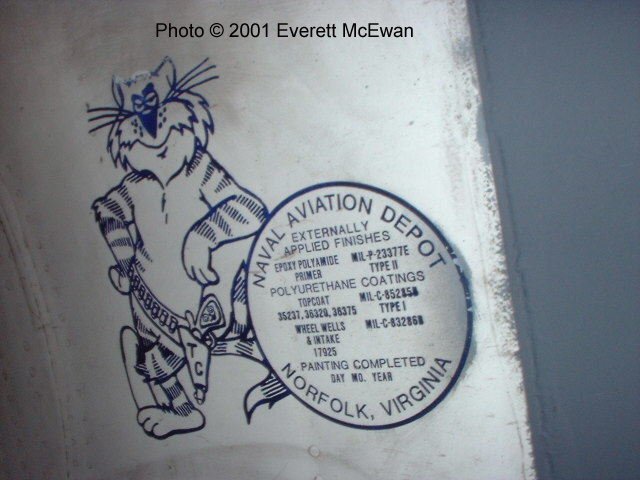 Photo © 2001 Everett McEwan
NAVAL AVIATION DEPOT
EXTERNALLY
APPLIED FINISHES
EPOXY POLYAMIDE MIL-P-23377E
PRIMER TYPE II
POLYURETHANE COATINGS
TOPCOAT MIL-C-85285B
35237, 36320, 36375 TYPE I
WHEEL WELLS MIL-C-83286B
& INTAKE
17925
PAINTING COMPLETED
DAY MO. YEAR
NORFOLK, VIRGINIA
TC